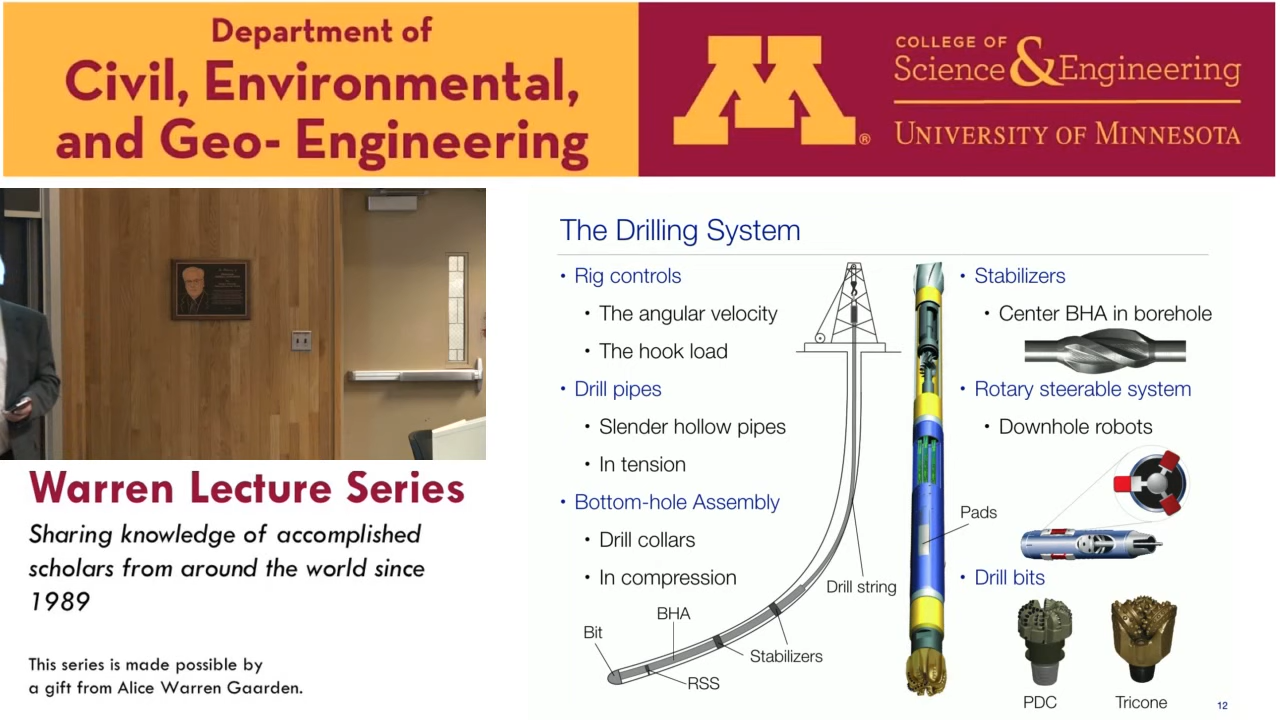 Department of
Civil, Environmental,
and Geo- Engineering
M®
COLLEGE OF
Science & Engineering
UNIVERSITY OF MINNESOTA
Warren Lecture Series
Sharing knowledge of accomplished
scholars from around the world since
1989
This series is made possible by
a gift from Alice Warren Gaarden.
The Drilling System
• Rig controls
• The angular velocity
• The hook load
• Drill pipes
• Slender hollow pipes
• In tension
• Bottom-hole Assembly
• Drill collars
• In compression
Drill string
BHA
Bit
Stabilizers
RSS
• Stabilizers
• Center BHA in borehole
• Rotary steerable system
• Downhole robots
Pads
• Drill bits
PDC
Tricone
12